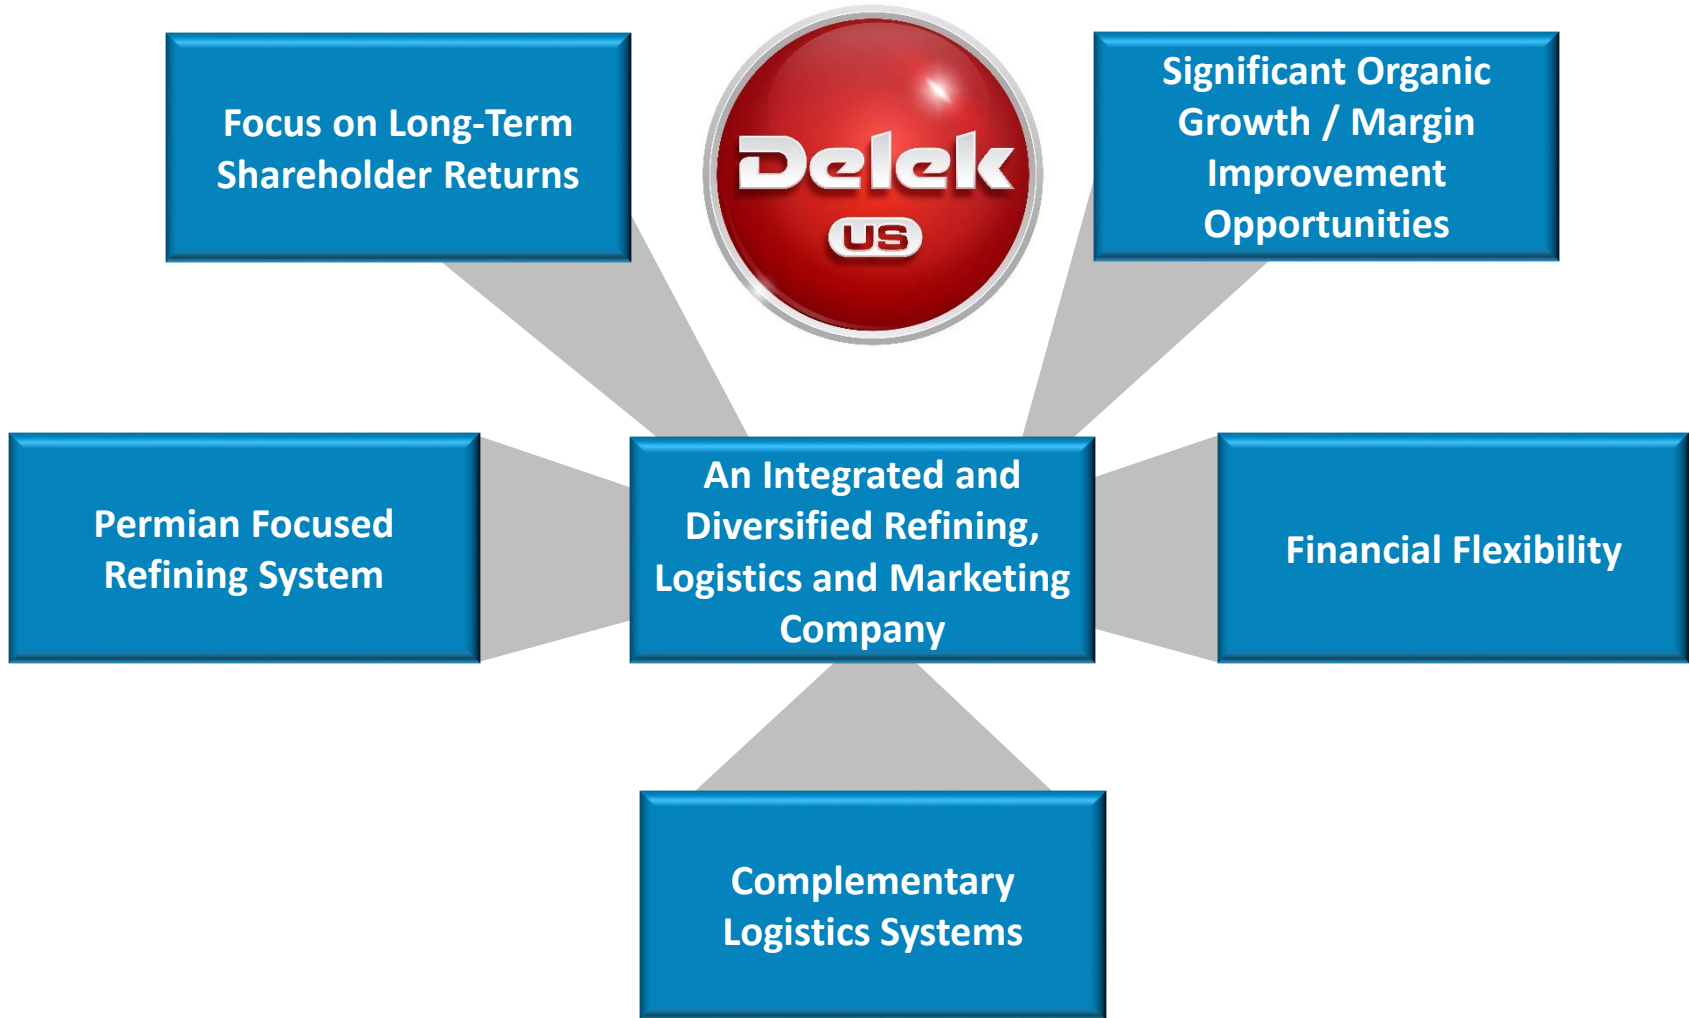 Focus on Long-Term
Shareholder Returns
Delek
US
Significant Organic
Growth / Margin
Improvement
Opportunities
Permian Focused
Refining System
An Integrated and
Diversified Refining,
Logistics and Marketing
Company
Financial Flexibility
Complementary
Logistics Systems